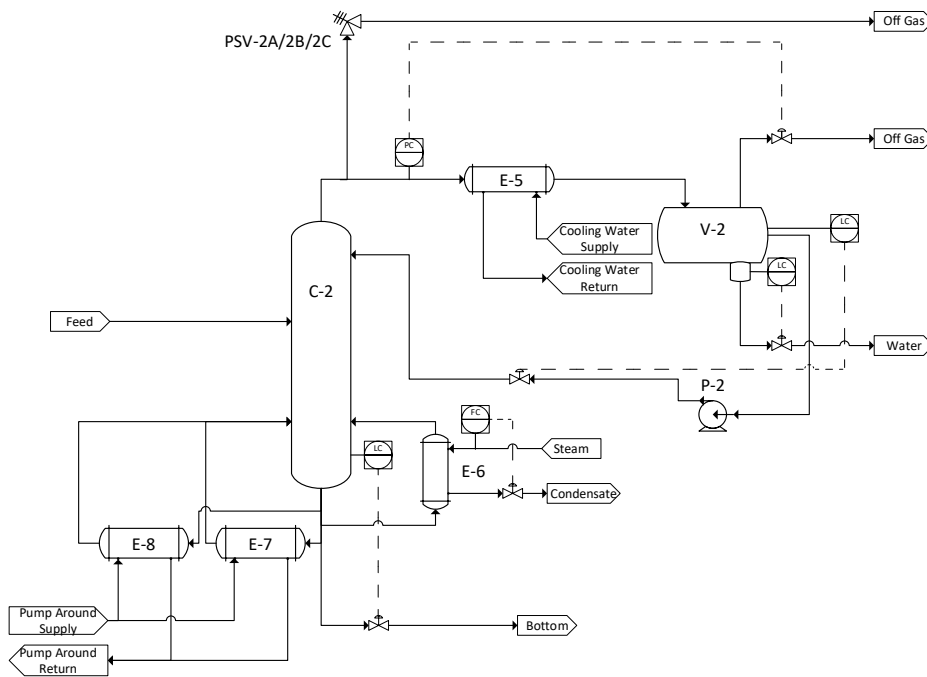 Off Gas
PSV-2A/2B/2C
Off Gas
PC
E-5
V-2
LC
Cooling Water
Supply
LC
Cooling Water
Return
C-2
Feed
Water
P-2
FC
Steam
LC
E-6
Condensate
E-8
E-7
Pump Around
Supply
Bottom
Pump Around
Return